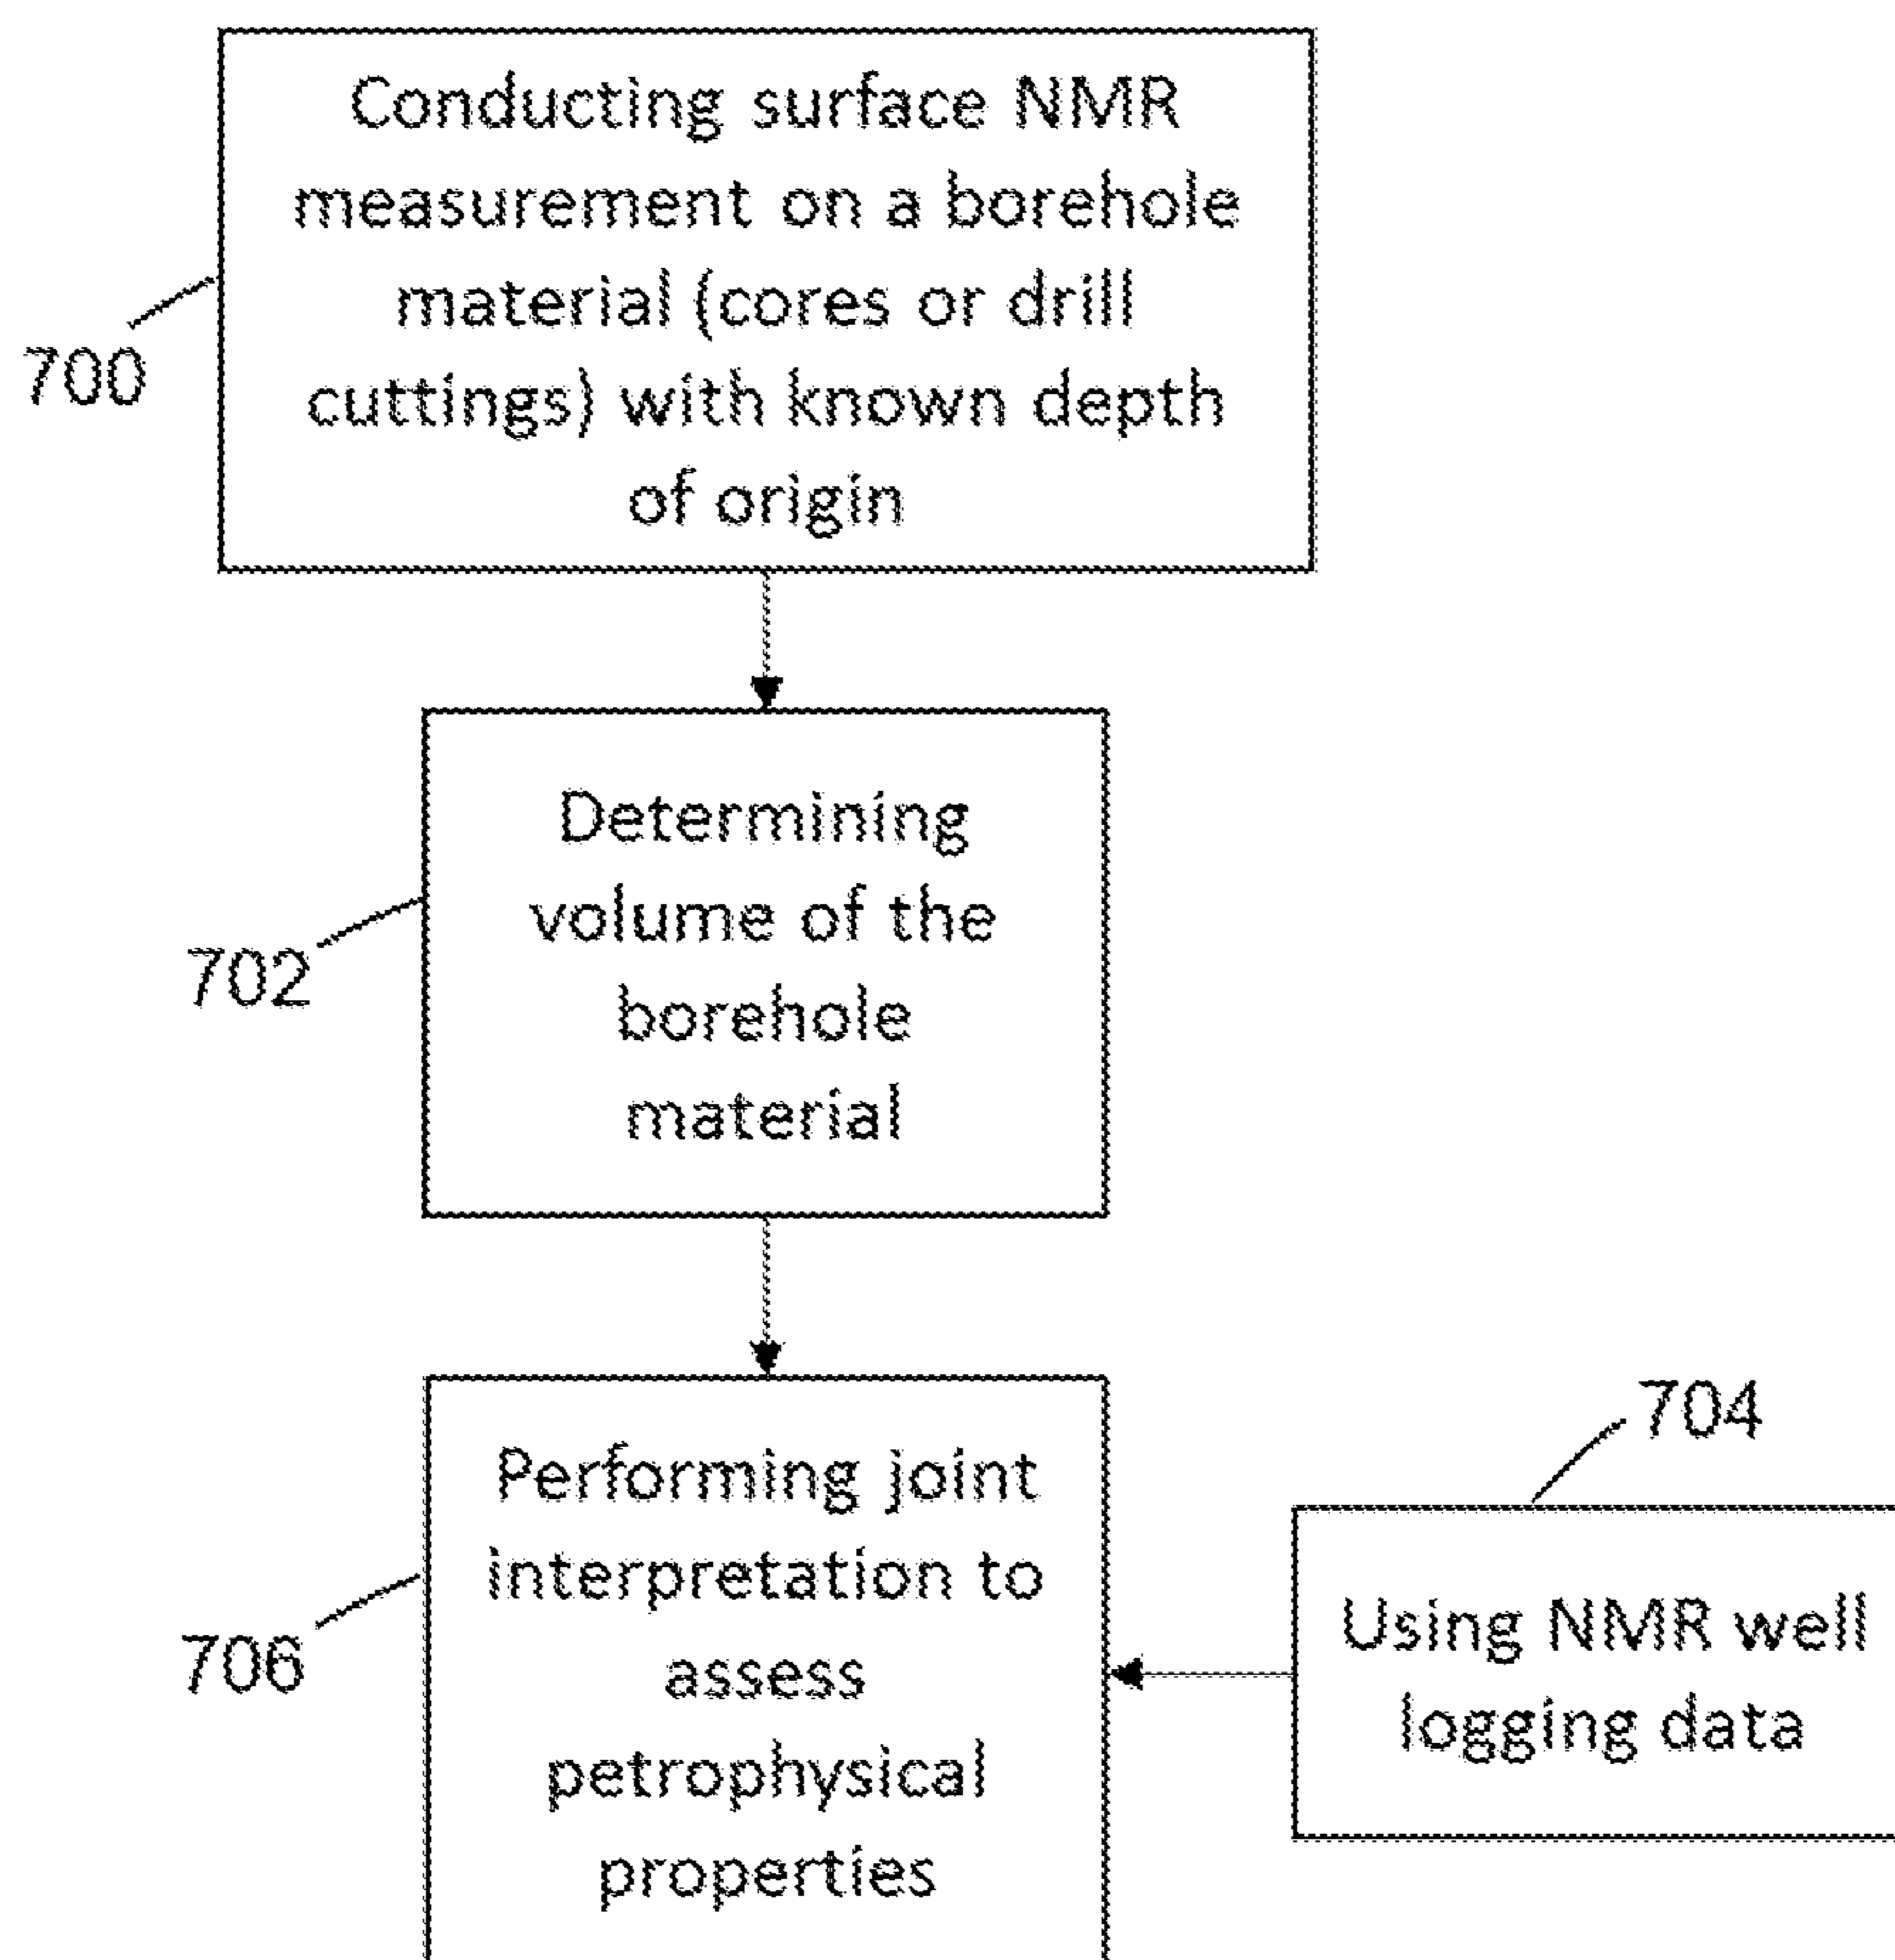 Conducting surface NMR
measurement on a borehole
material (cores or drill
cuttings) with known depth
of origin
700
Determining
volume of the
borehole
material
702
Performing joint
interpretation to
assess
petrophysical
properties
706
704
Using NMR well
logging data